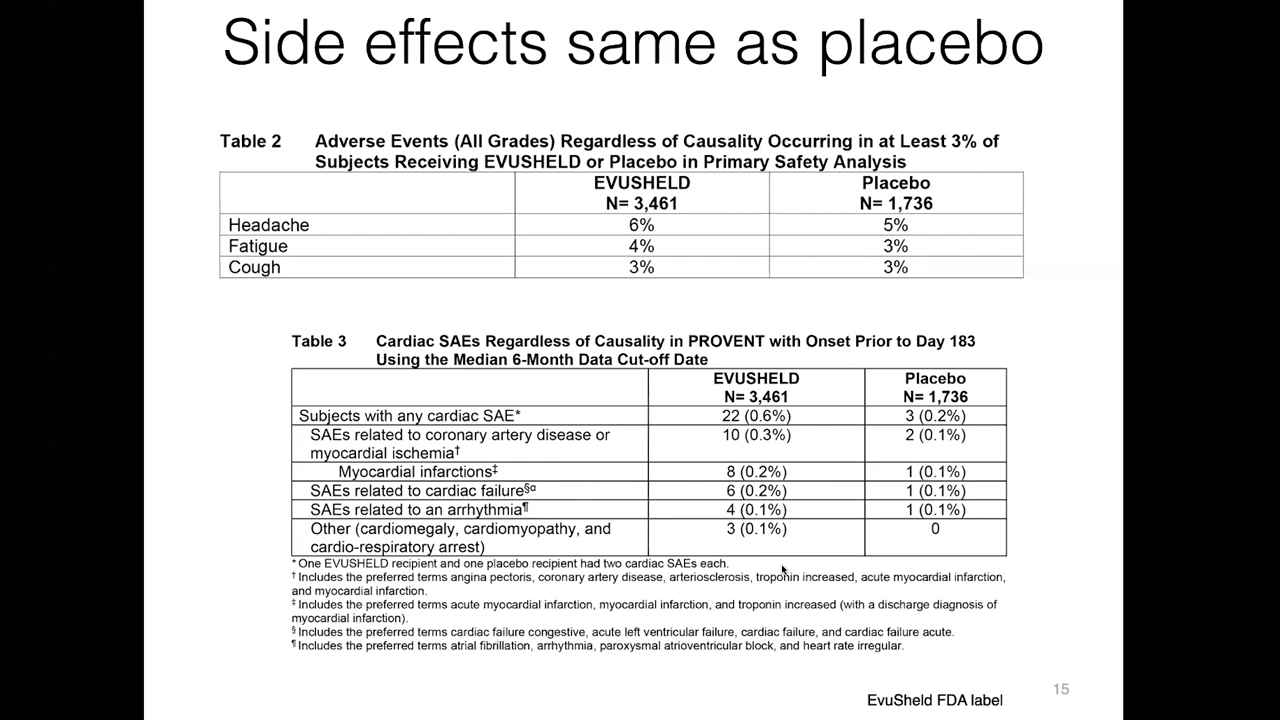 Side effects same as placebo
Table 2 Adverse Events (All Grades) Regardless of Causality Occurring in at Least 3% of
Subjects Receiving EVUSHELD or Placebo in Primary Safety Analysis
EVUSHELD Placebo
N= 3,461 N= 1,736
Headache 6% 5%
Fatigue 4% 3%
Cough 3% 3%
Table 3 Cardiac SAEs Regardless of Causality in PROVENT with Onset Prior to Day 183
Using the Median 6-Month Data Cut-off Date
EVUSHELD Placebo
N= 3,461 N= 1,736
Subjects with any cardiac SAE* 22 (0.6%) 3 (0.2%)
SAEs related to coronary artery disease or 10 (0.3%) 2 (0.1%)
myocardial ischemia†
Myocardial infarctions‡ 8 (0.2%) 1 (0.1%)
SAEs related to cardiac failure§α 6 (0.2%) 1 (0.1%)
SAEs related to an arrhythmia¶ 4 (0.1%) 1 (0.1%)
Other (cardiomegaly, cardiomyopathy, and 3 (0.1%) 0
cardio-respiratory arrest)
* One EVUSHELD recipient and one placebo recipient had two cardiac SAEs each.
† Includes the preferred terms angina pectoris, coronary artery disease, arteriosclerosis, troponin increased, acute myocardial infarction,
and myocardial infarction.
‡ Includes the preferred terms acute myocardial infarction, myocardial infarction, and troponin increased (with a discharge diagnosis of
myocardial infarction).
§ Includes the preferred terms cardiac failure congestive, acute left ventricular failure, cardiac failure, and cardiac failure acute.
¶ Includes the preferred terms atrial fibrillation, arrhythmia, paroxysmal atrioventricular block, and heart rate irregular.
15
EvuSheld FDA label